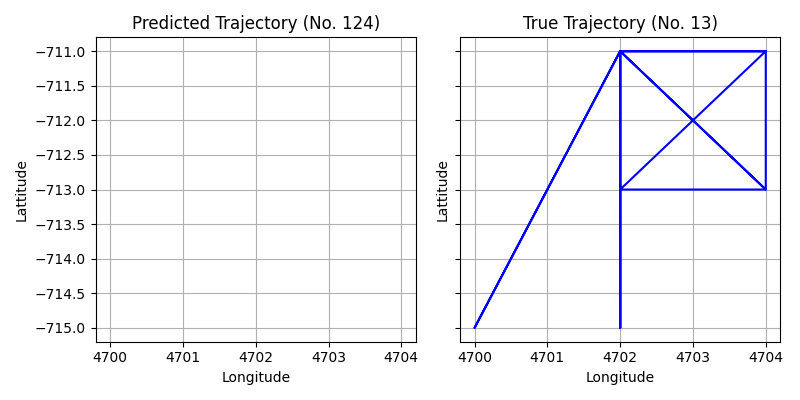 Predicted Trajectory (No. 124)
True Trajectory (No. 13)
Lattitude
−711.0
−711.5
−712.0
−712.5
−713.0
−713.5
−714.0
−714.5
−715.0
4700 4701 4702 4703 4704
Longitude
Lattitude
4700 4701 4702 4703 4704
Longitude